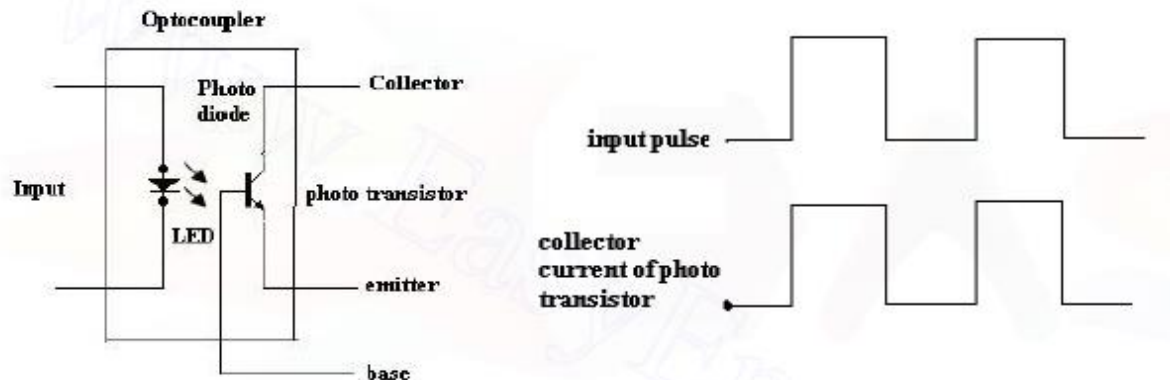 Optocoupler
Photo
diode
Collector
Input
photo transistor
LED
emitter
base
input pulse
collector
current of photo
transistor